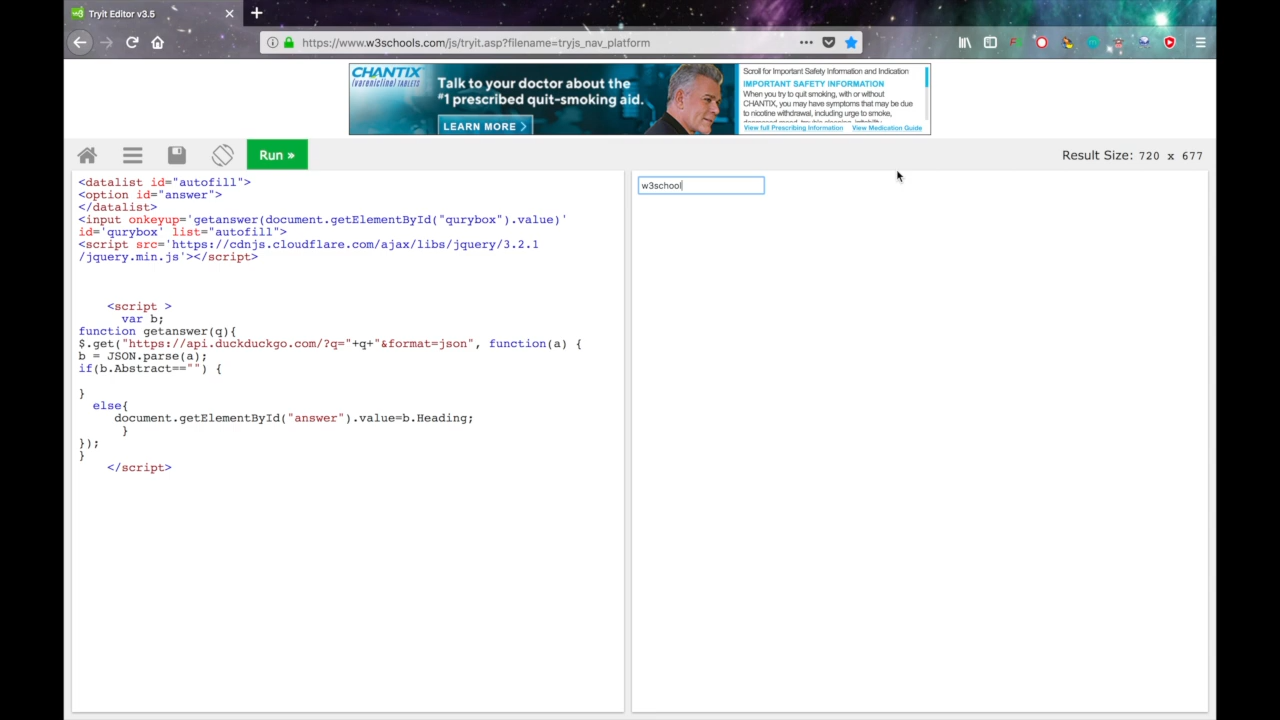 Tryit Editor v3.5
https://www.w3schools.com/js/tryit.asp?filename=tryjs_nav_platform
CHANTIX
(varenicline) TABLETS
Talk to your doctor about the
#1 prescribed quit-smoking aid.
LEARN MORE >
Scroll for Important Safety Information and Indication
IMPORTANT SAFETY INFORMATION
When you try to quit smoking, with or without
CHANTIX, you may have symptoms that may be due
to nicotine withdrawal, including urge to smoke,
View full Prescribing Information View Medication Guide
Run »
Result Size: 720 x 677
<datalist id="autofill">
<option id="answer">
</datalist>
<input onkeyup='getanswer(document.getElementById("qurybox").value)'
id='qurybox' list="autofill">
<script src='https://cdnjs.cloudflare.com/ajax/libs/jquery/3.2.1
/jquery.min.js'></script>
<script >
var b;
function getanswer(q){
$.get("https://api.duckduckgo.com/?q="+q+"&format=json", function(a) {
b = JSON.parse(a);
if(b.Abstract=="") {
}
else{
document.getElementById("answer").value=b.Heading;
}
});
}
</script>
w3school